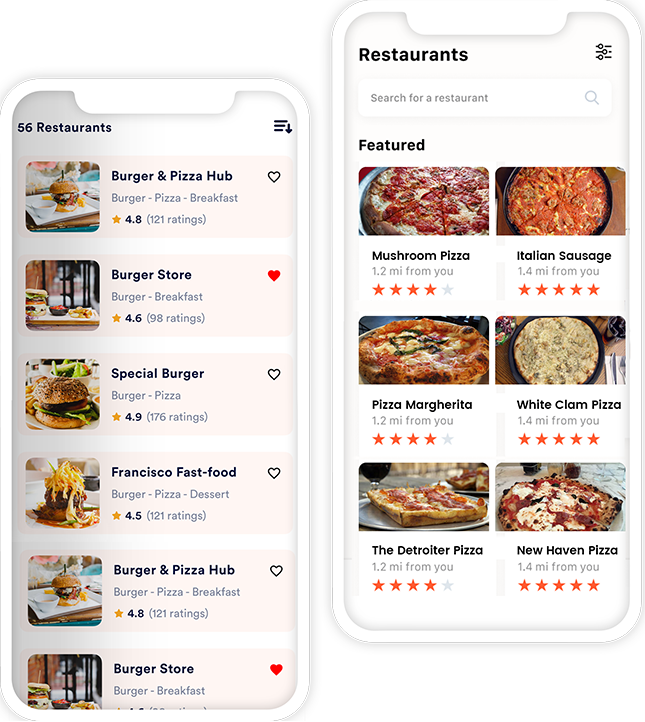 56 Restaurants
Burger & Pizza Hub
Burger - Pizza - Breakfast
4.8 (121 ratings)
Burger Store
Burger - Breakfast
4.6 (98 ratings)
Special Burger
Burger - Pizza
4.9 (176 ratings)
Francisco Fast-food
Burger - Pizza - Dessert
4.5 (121 ratings)
Burger & Pizza Hub
Burger - Pizza - Breakfast
4.8 (121 ratings)
Burger Store
Burger - Breakfast
Restaurants
Search for a restaurant
Featured
Mushroom Pizza
1.2 mi from you
Italian Sausage
1.4 mi from you
Pizza Margherita
1.2 mi from you
White Clam Pizza
1.4 mi from you
The Detroiter Pizza
1.2 mi from you
New Haven Pizza
1.4 mi from you